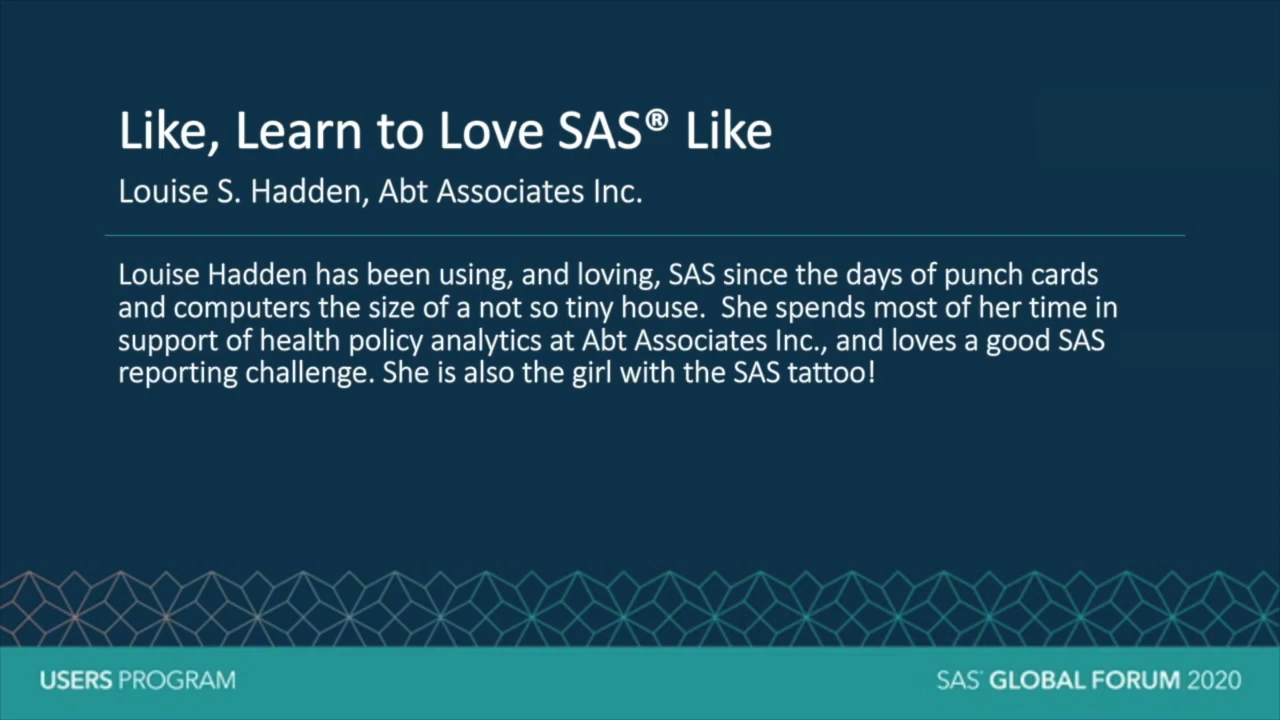 Like, Learn to Love SAS® Like
Louise S. Hadden, Abt Associates Inc.
Louise Hadden has been using, and loving, SAS since the days of punch cards
and computers the size of a not so tiny house.  She spends most of her time in
support of health policy analytics at Abt Associates Inc., and loves a good SAS
reporting challenge. She is also the girl with the SAS tattoo!
USERS PROGRAM
SAS® GLOBAL FORUM 2020